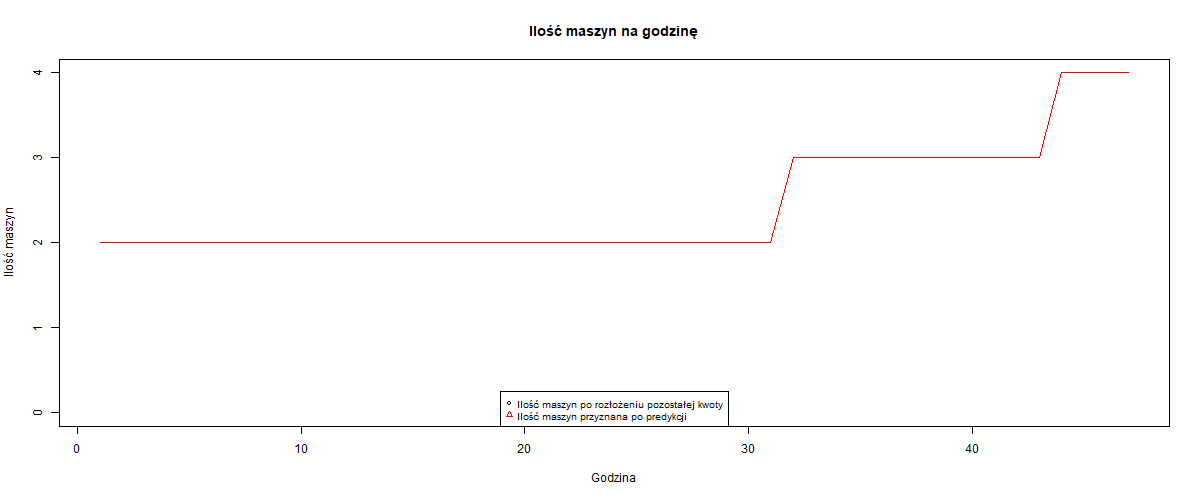 Ilość maszyn na godzinę
4
3
2
1
0
Ilość maszyn
Ilość maszyn po rozłożeniu pozostałej kwoty
Ilość maszyn przyznana po predykcji
0 10 20 30 40
Godzina